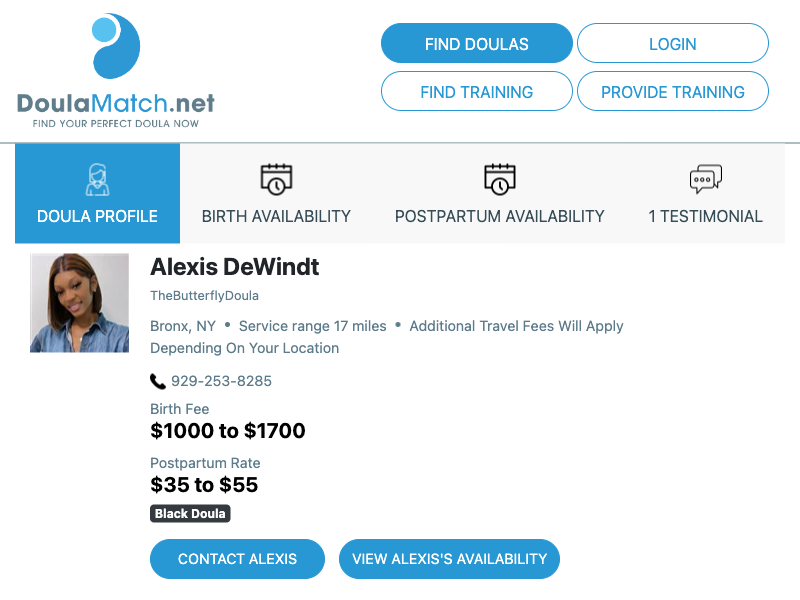 DoulaMatch.net
FIND YOUR PERFECT DOULA NOW
FIND DOULAS
LOGIN
FIND TRAINING
PROVIDE TRAINING
DOULA PROFILE
BIRTH AVAILABILITY
POSTPARTUM AVAILABILITY
1 TESTIMONIAL
Alexis DeWindt
TheButterflyDoula
Bronx, NY • Service range 17 miles • Additional Travel Fees Will Apply
Depending On Your Location
929-253-8285
Birth Fee
$1000 to $1700
Postpartum Rate
$35 to $55
Black Doula
CONTACT ALEXIS
VIEW ALEXIS'S AVAILABILITY